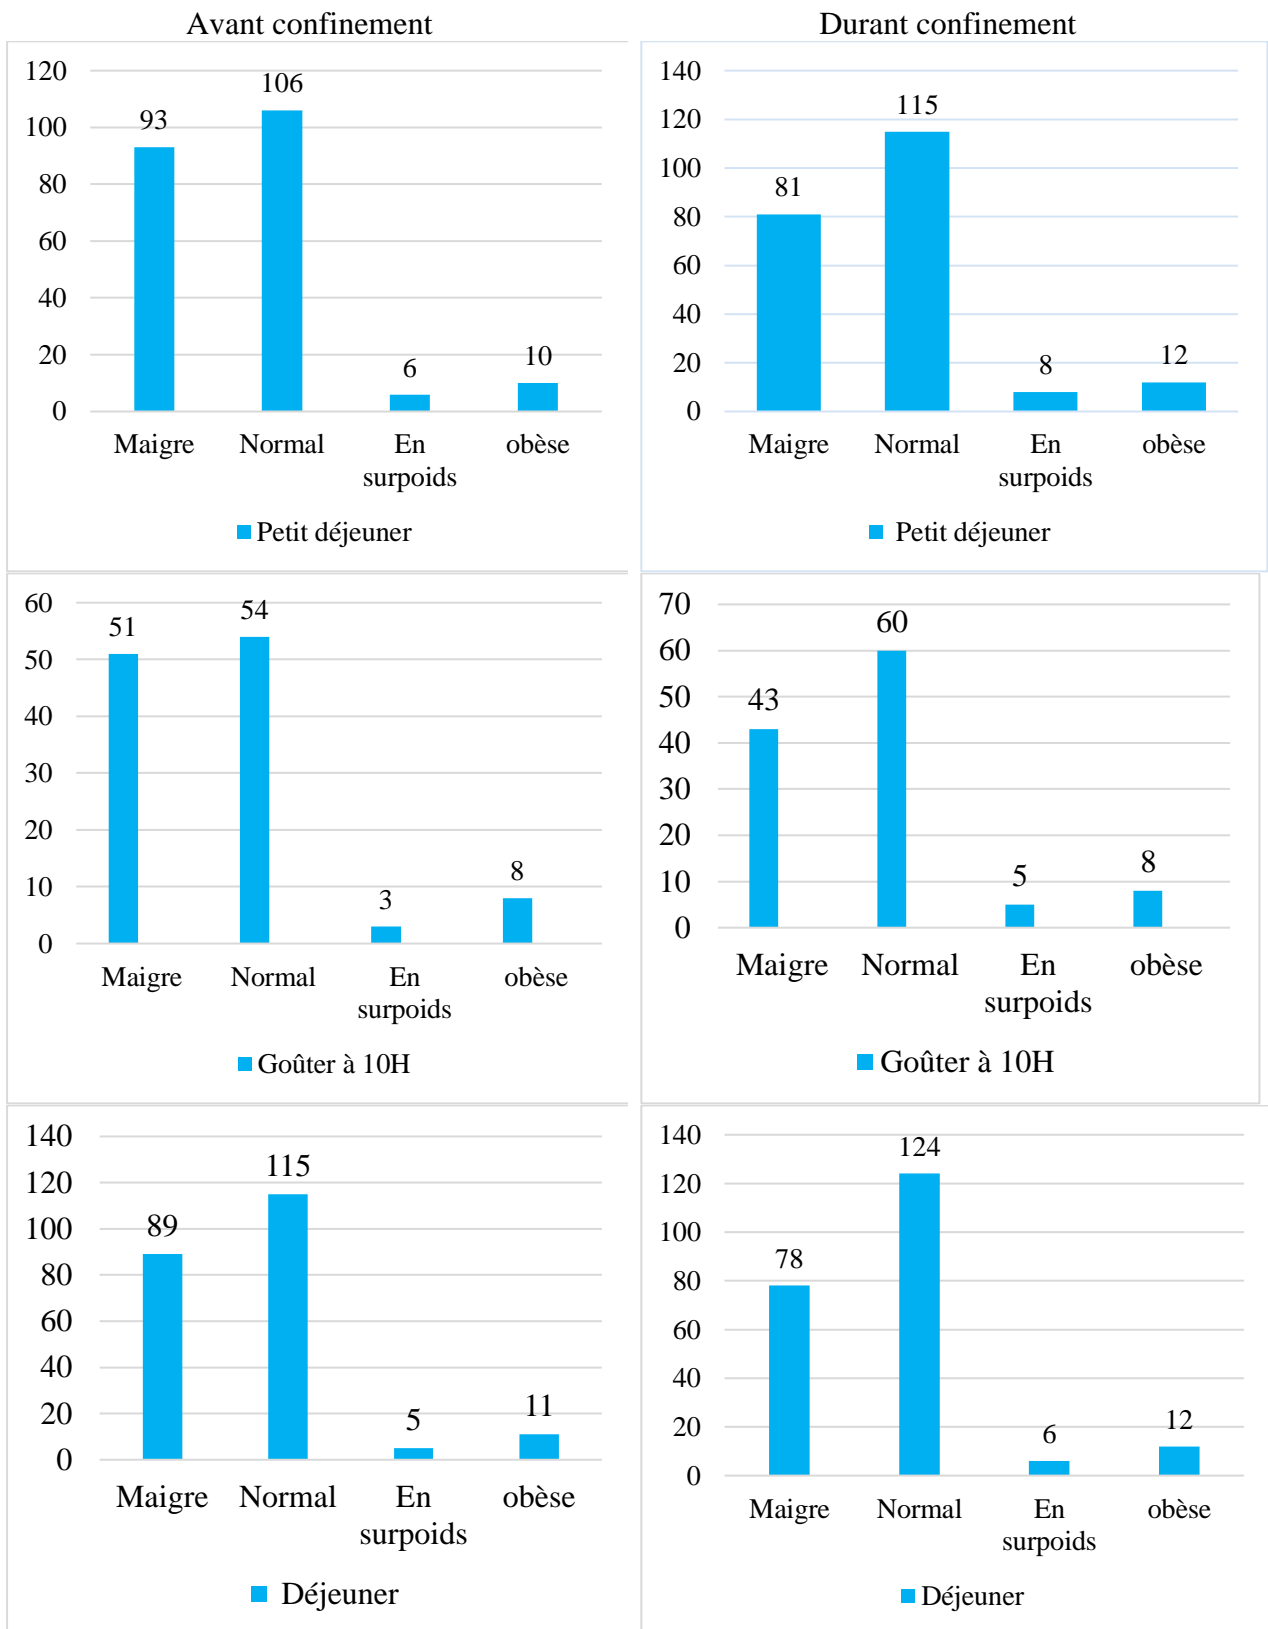 Avant confinement
Durant confinement
120
100
80
60
40
20
0
93
106
6
10
Maigre
Normal
En
surpoids
obèse
Petit déjeuner
140
120
100
80
60
40
20
0
81
115
8
12
Maigre
Normal
En
surpoids
obèse
Petit déjeuner
60
50
40
30
20
10
0
51
54
3
8
Maigre
Normal
En
surpoids
obèse
Goûter à 10H
70
60
50
40
30
20
10
0
43
60
5
8
Maigre
Normal
En
surpoids
obèse
Goûter à 10H
140
120
100
80
60
40
20
0
89
115
5
11
Maigre
Normal
En
surpoids
obèse
Déjeuner
140
120
100
80
60
40
20
0
78
124
6
12
Maigre
Normal
En
surpoids
obèse
Déjeuner